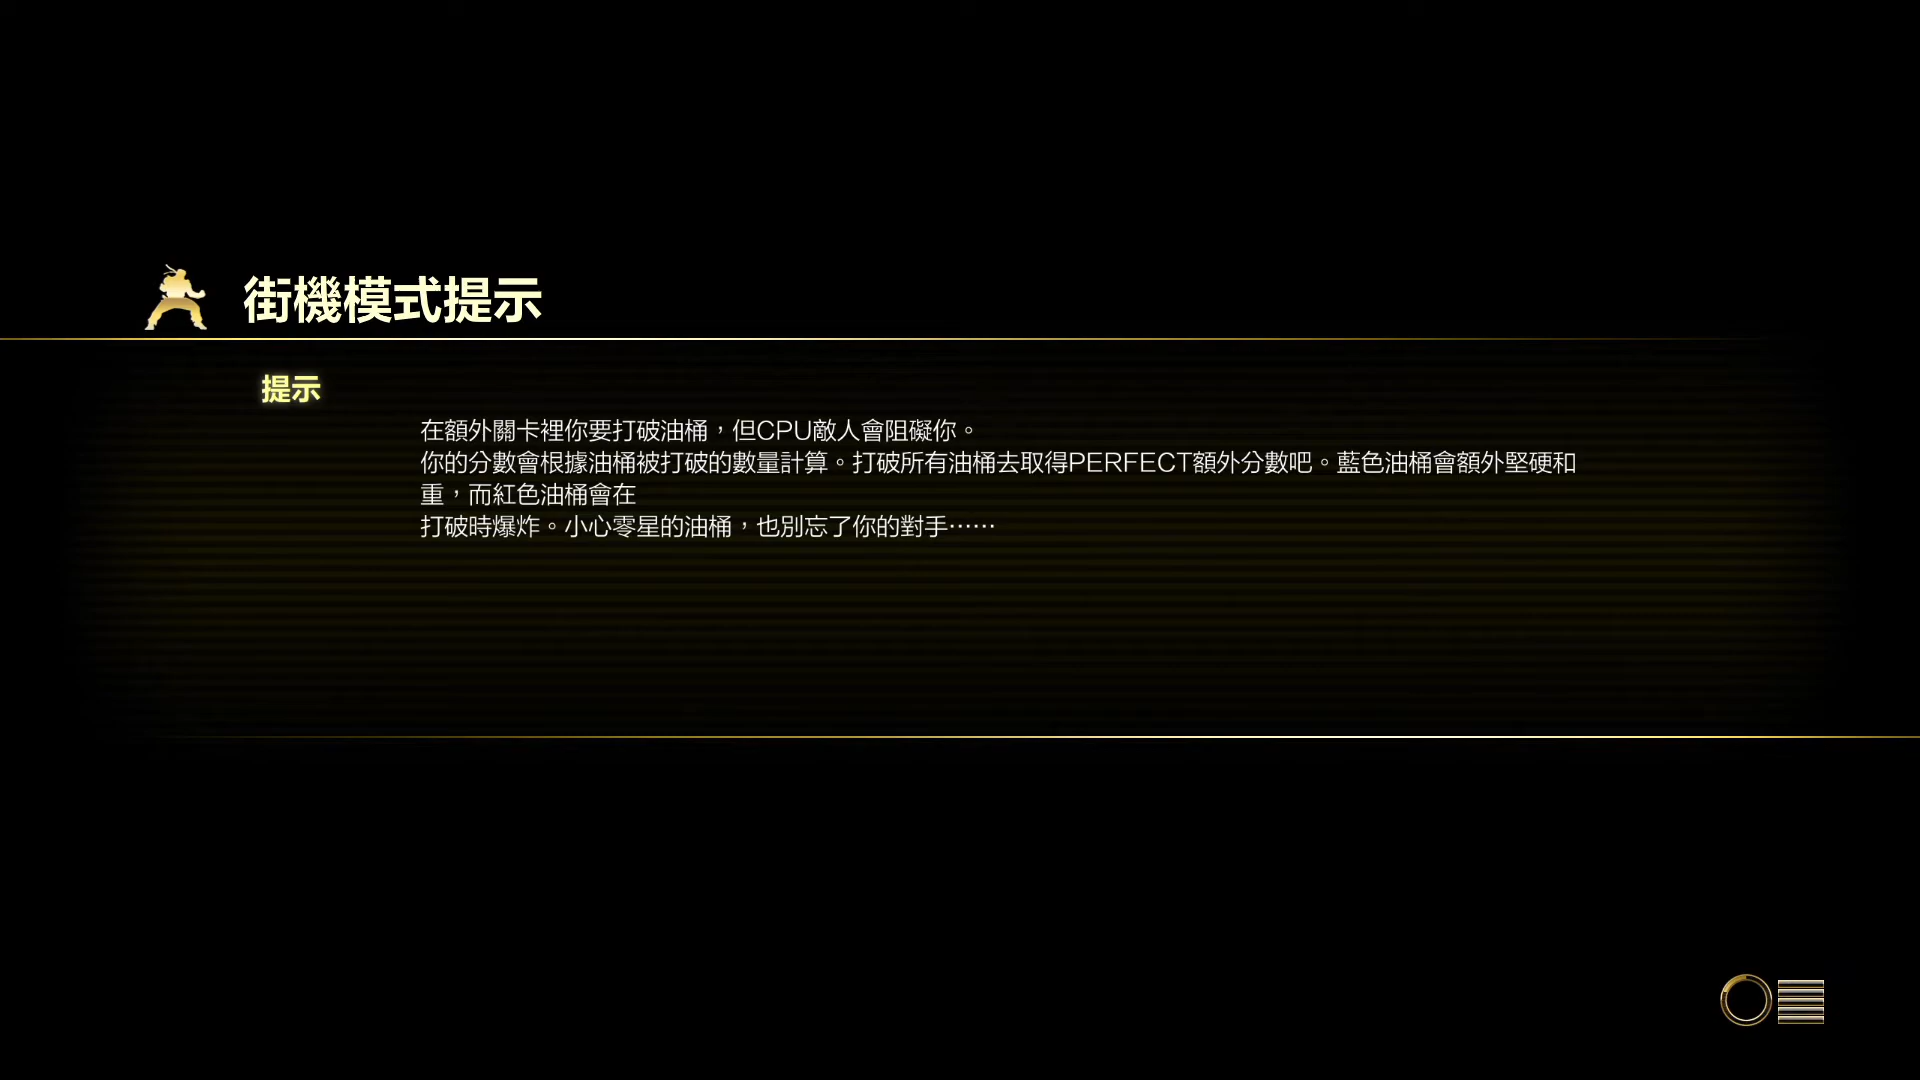 街機模式提示
提示
在額外關卡裡你要打破油桶，但CPU敵人會阻礙你。
你的分數會根據油桶被打破的數量計算。打破所有油桶去取得PERFECT額外分數吧。藍色油桶會額外堅硬和
重，而紅色油桶會在
打破時爆炸。小心零星的油桶，也別忘了你的對手……